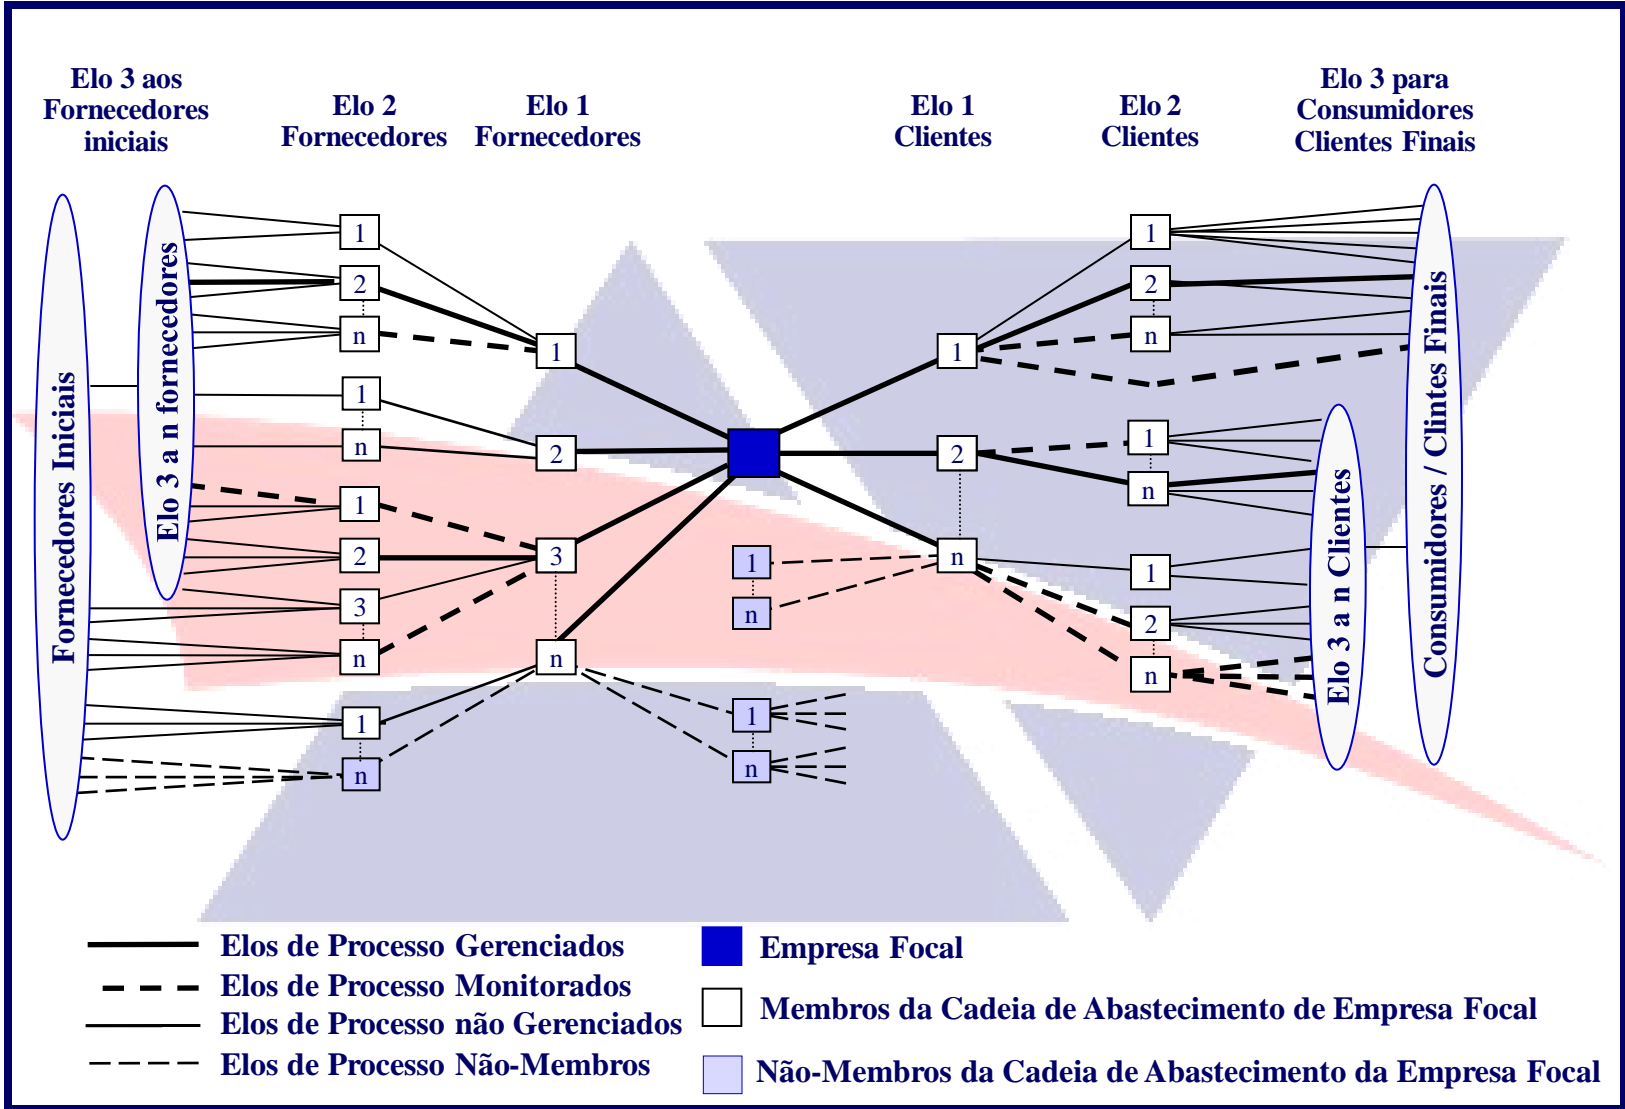 Elo 3 aos
Fornecedores
iniciais
Elo 2
Fornecedores
Elo 1
Fornecedores
Elo 1
Clientes
Elo 2
Clientes
Elo 3 para
Consumidores
Clientes Finais
Fornecedores Iniciais
Elo 3 a n fornecedores
1
2
n
1
n
1
2
3
n
1
n
1
2
3
n
1
n
1
n
1
2
n
1
2
n
1
n
1
2
n
Elo 3 a n Clientes
Consumidores / Clintes Finais
Elos de Processo Gerenciados
Elos de Processo Monitorados
Elos de Processo não Gerenciados
Elos de Processo Não-Membros
Empresa Focal
Membros da Cadeia de Abastecimento de Empresa Focal
Não-Membros da Cadeia de Abastecimento da Empresa Focal